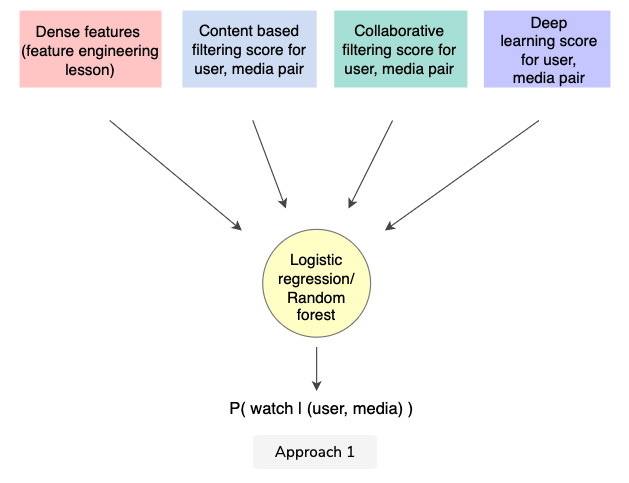 Dense features
(feature engineering
lesson)
Content based
filtering score for
user, media pair
Collaborative
filtering score for
user, media pair
Deep
learning score
for user,
media pair
Logistic
regression/
Random
forest
P( watch | (user, media) )
Approach 1